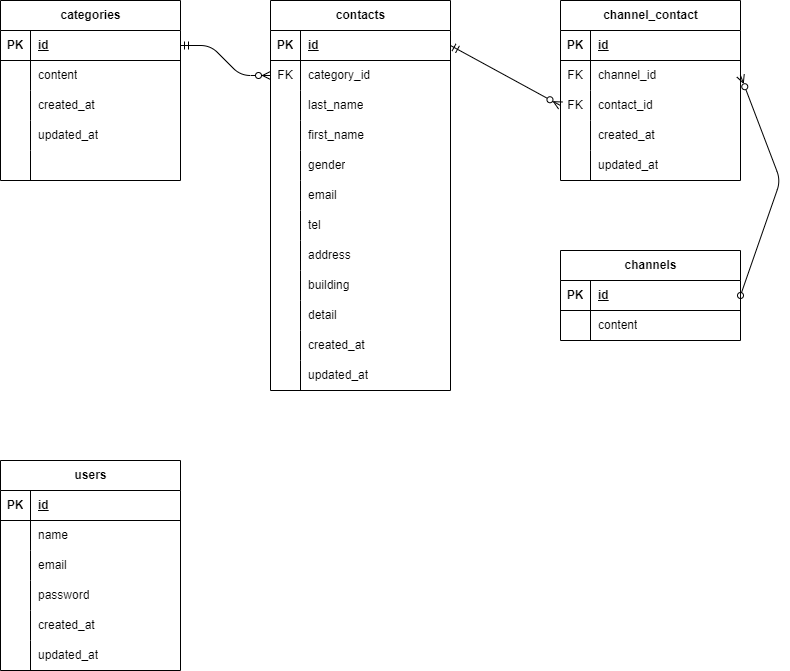 categories
PK id
content
created_at
updated_at
contacts
PK id
FK category_id
last_name
first_name
gender
email
tel
address
building
detail
created_at
updated_at
channel_contact
PK id
FK channel_id
FK contact_id
created_at
updated_at
channels
PK id
content
users
PK id
name
email
password
created_at
updated_at